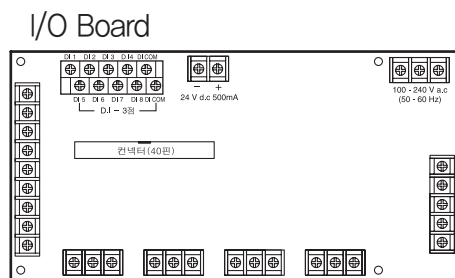 I/O Board
DI 1 DI 2 DI 3 DI 4 DI COM
DI 5 DI 6 DI 7 DI 8 DI COM
D.I - 3점
- +
24 V d.c 500mA
100 - 240 V a.c
(50 - 60 Hz)
컨넥터(40핀)